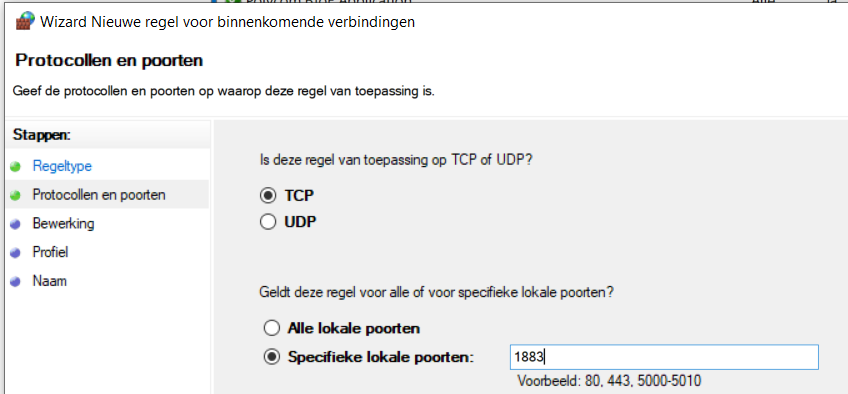 Wizard Nieuwe regel voor binnenkomende verbindingen
Protocollen en poorten
Geef de protocollen en poorten op waarop deze regel van toepassing is.
Stappen:
Regeltype
Protocollen en poorten
Bewerking
Profiel
Naam
Is deze regel van toepassing op TCP of UDP?
TCP
UDP
Geldt deze regel voor alle of voor specifieke lokale poorten?
Alle lokale poorten
Specifieke lokale poorten: 1883
Voorbeeld: 80, 443, 5000-5010